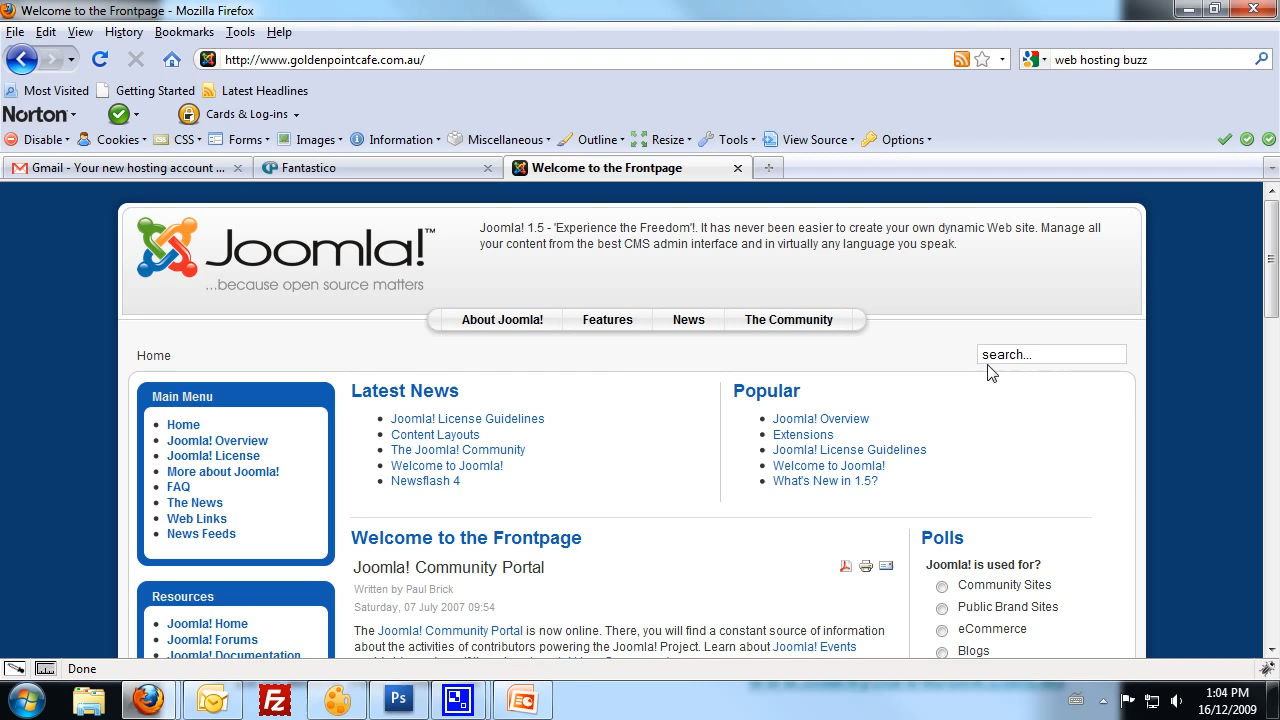 Welcome to the Frontpage - Mozilla Firefox
File Edit View History Bookmarks Tools Help
http://www.goldenpointcafe.com.au/
web hosting buzz
Most Visited Getting Started Latest Headlines
Norton Cards & Log-ins
Disable Cookies CSS Forms Images Information Miscellaneous Outline Resize Tools View Source Options
Gmail - Your new hosting account ... Fantastico Welcome to the Frontpage
Joomla!™
...because open source matters
Joomla! 1.5 - 'Experience the Freedom'!. It has never been easier to create your own dynamic Web site. Manage all
your content from the best CMS admin interface and in virtually any language you speak.
About Joomla! Features News The Community
Home
search...
Main Menu
Home
Joomla! Overview
Joomla! License
More about Joomla!
FAQ
The News
Web Links
News Feeds
Resources
Joomla! Home
Joomla! Forums
Joomla! Documentation
Latest News
Joomla! License Guidelines
Content Layouts
The Joomla! Community
Welcome to Joomla!
Newsflash 4
Popular
Joomla! Overview
Extensions
Joomla! License Guidelines
Welcome to Joomla!
What's New in 1.5?
Welcome to the Frontpage
Joomla! Community Portal
Written by Paul Brick
Saturday, 07 July 2007 09:54
The Joomla! Community Portal is now online. There, you will find a constant source of information
about the activities of contributors powering the Joomla! Project. Learn about Joomla! Events
Polls
Joomla! is used for?
Community Sites
Public Brand Sites
eCommerce
Blogs
Done
Fz
Ps
1:04 PM
16/12/2009